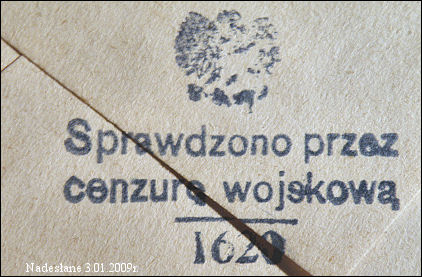 Sprawdzono przez
cenzurę wojskową
1620
Nadesłane 3.01.2009r.